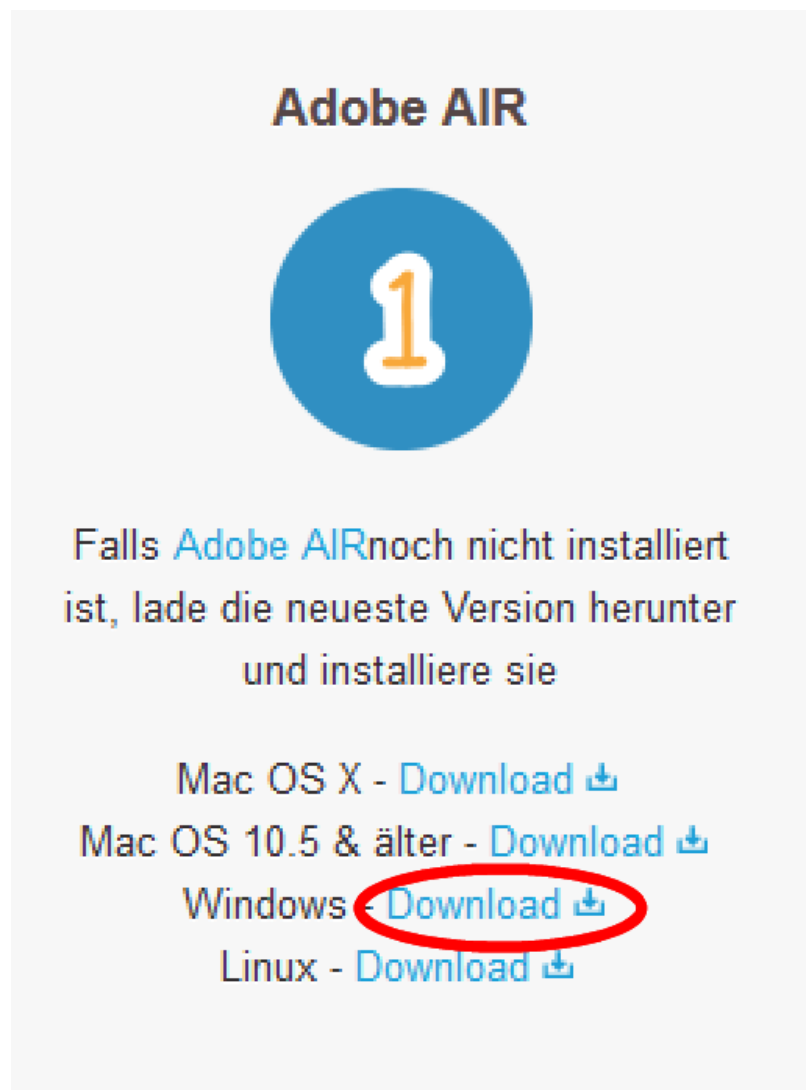 Adobe AIR
1
Falls Adobe AIRnoch nicht installiert
ist, lade die neueste Version herunter
und installiere sie
Mac OS X - Download
Mac OS 10.5 & älter - Download
Windows - Download
Linux - Download